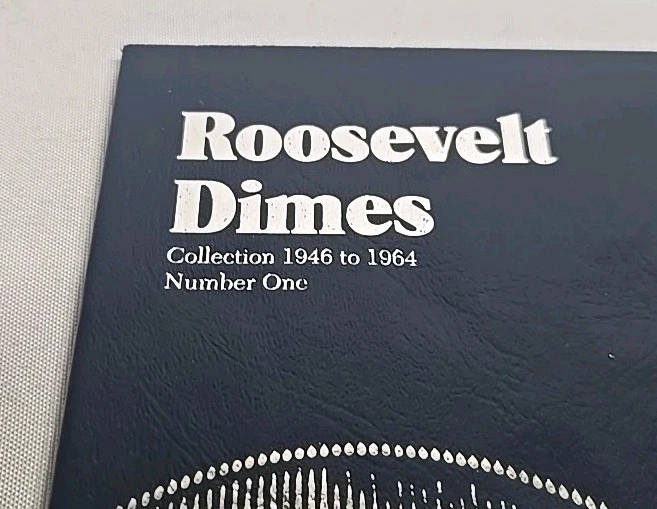 Roosevelt
Dimes
Collection 1946 to 1964
Number One